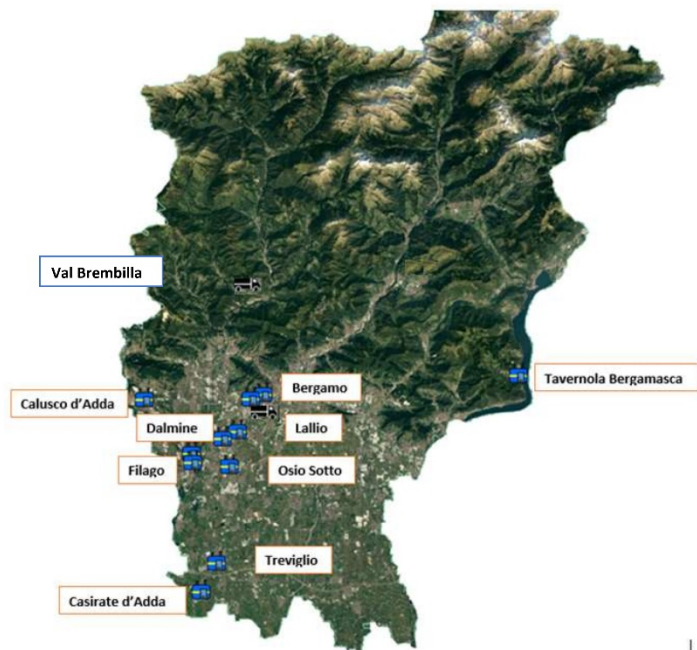 Val Brembilla
Tavernola Bergamasca
Bergamo
Calusco d’Adda
Dalmine
Lallio
Filago
Osio Sotto
Treviglio
Casirate d’Adda